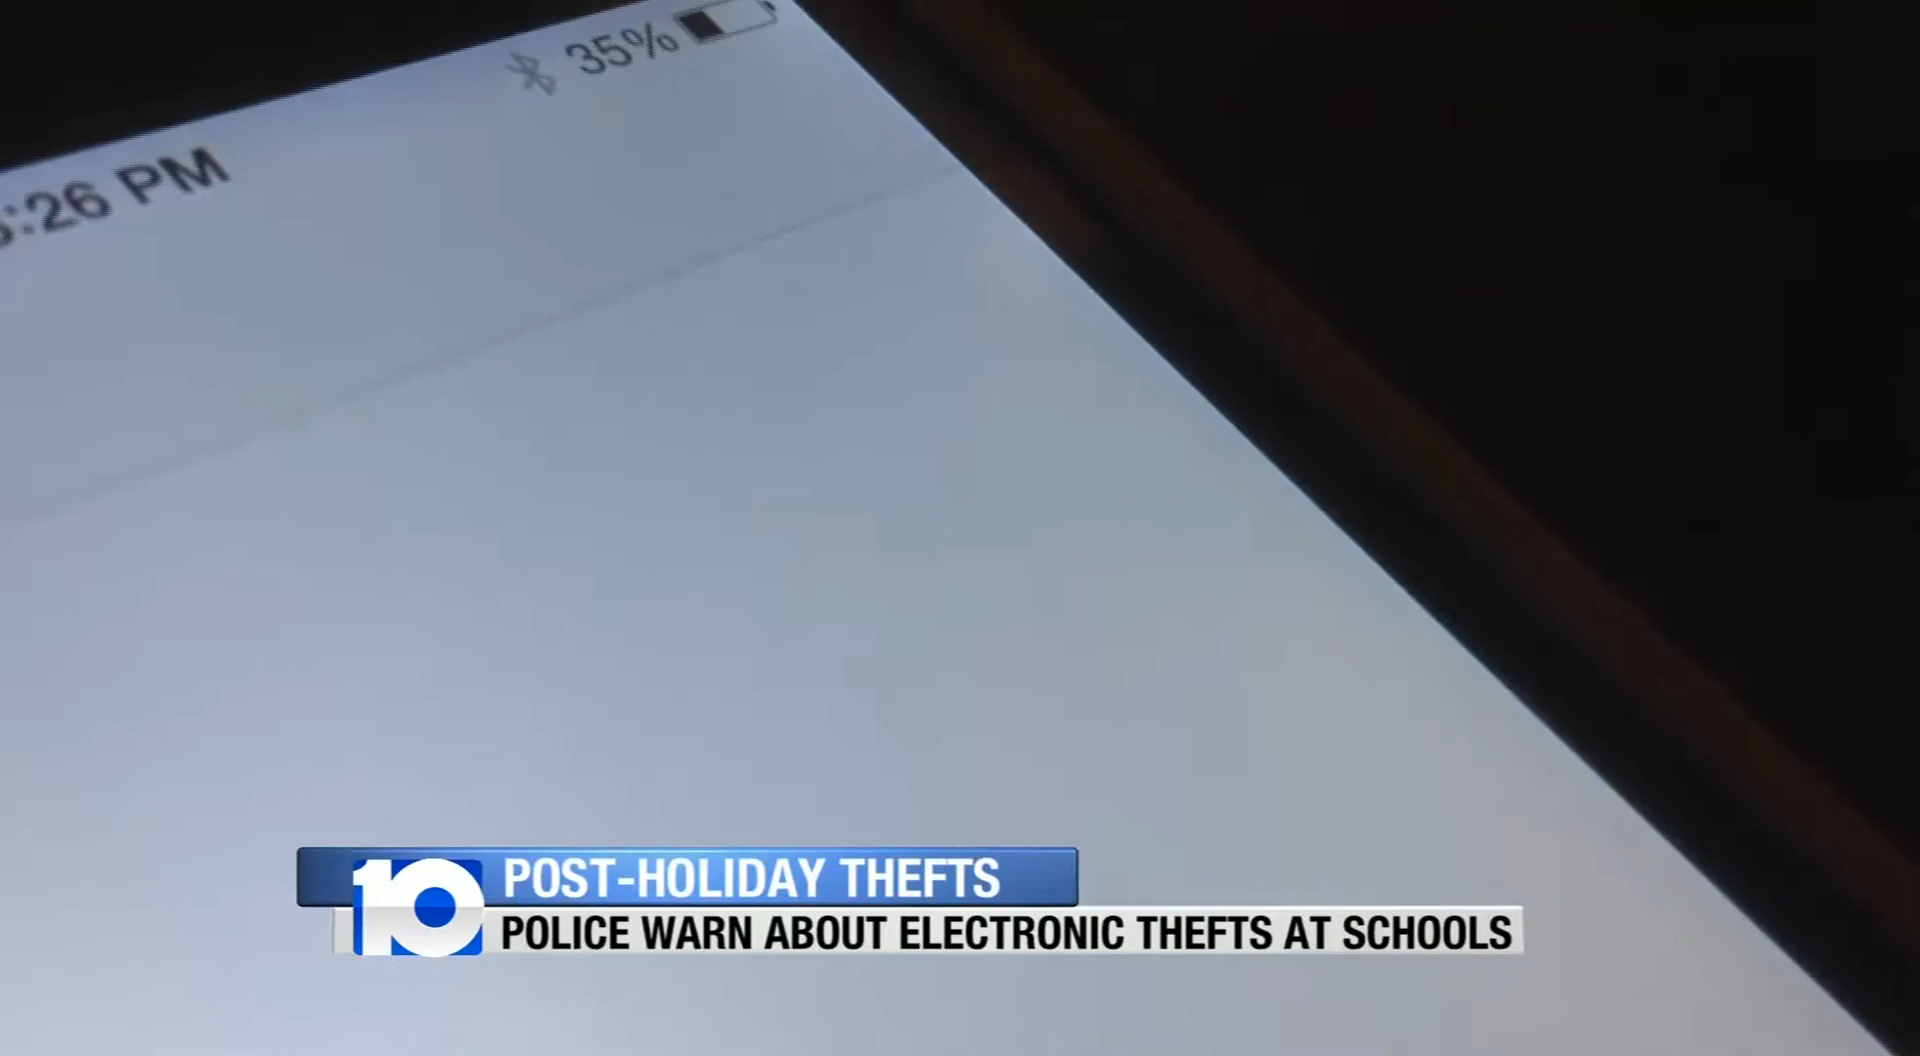 35%
:26 PM
10
POST-HOLIDAY THEFTS
POLICE WARN ABOUT ELECTRONIC THEFTS AT SCHOOLS